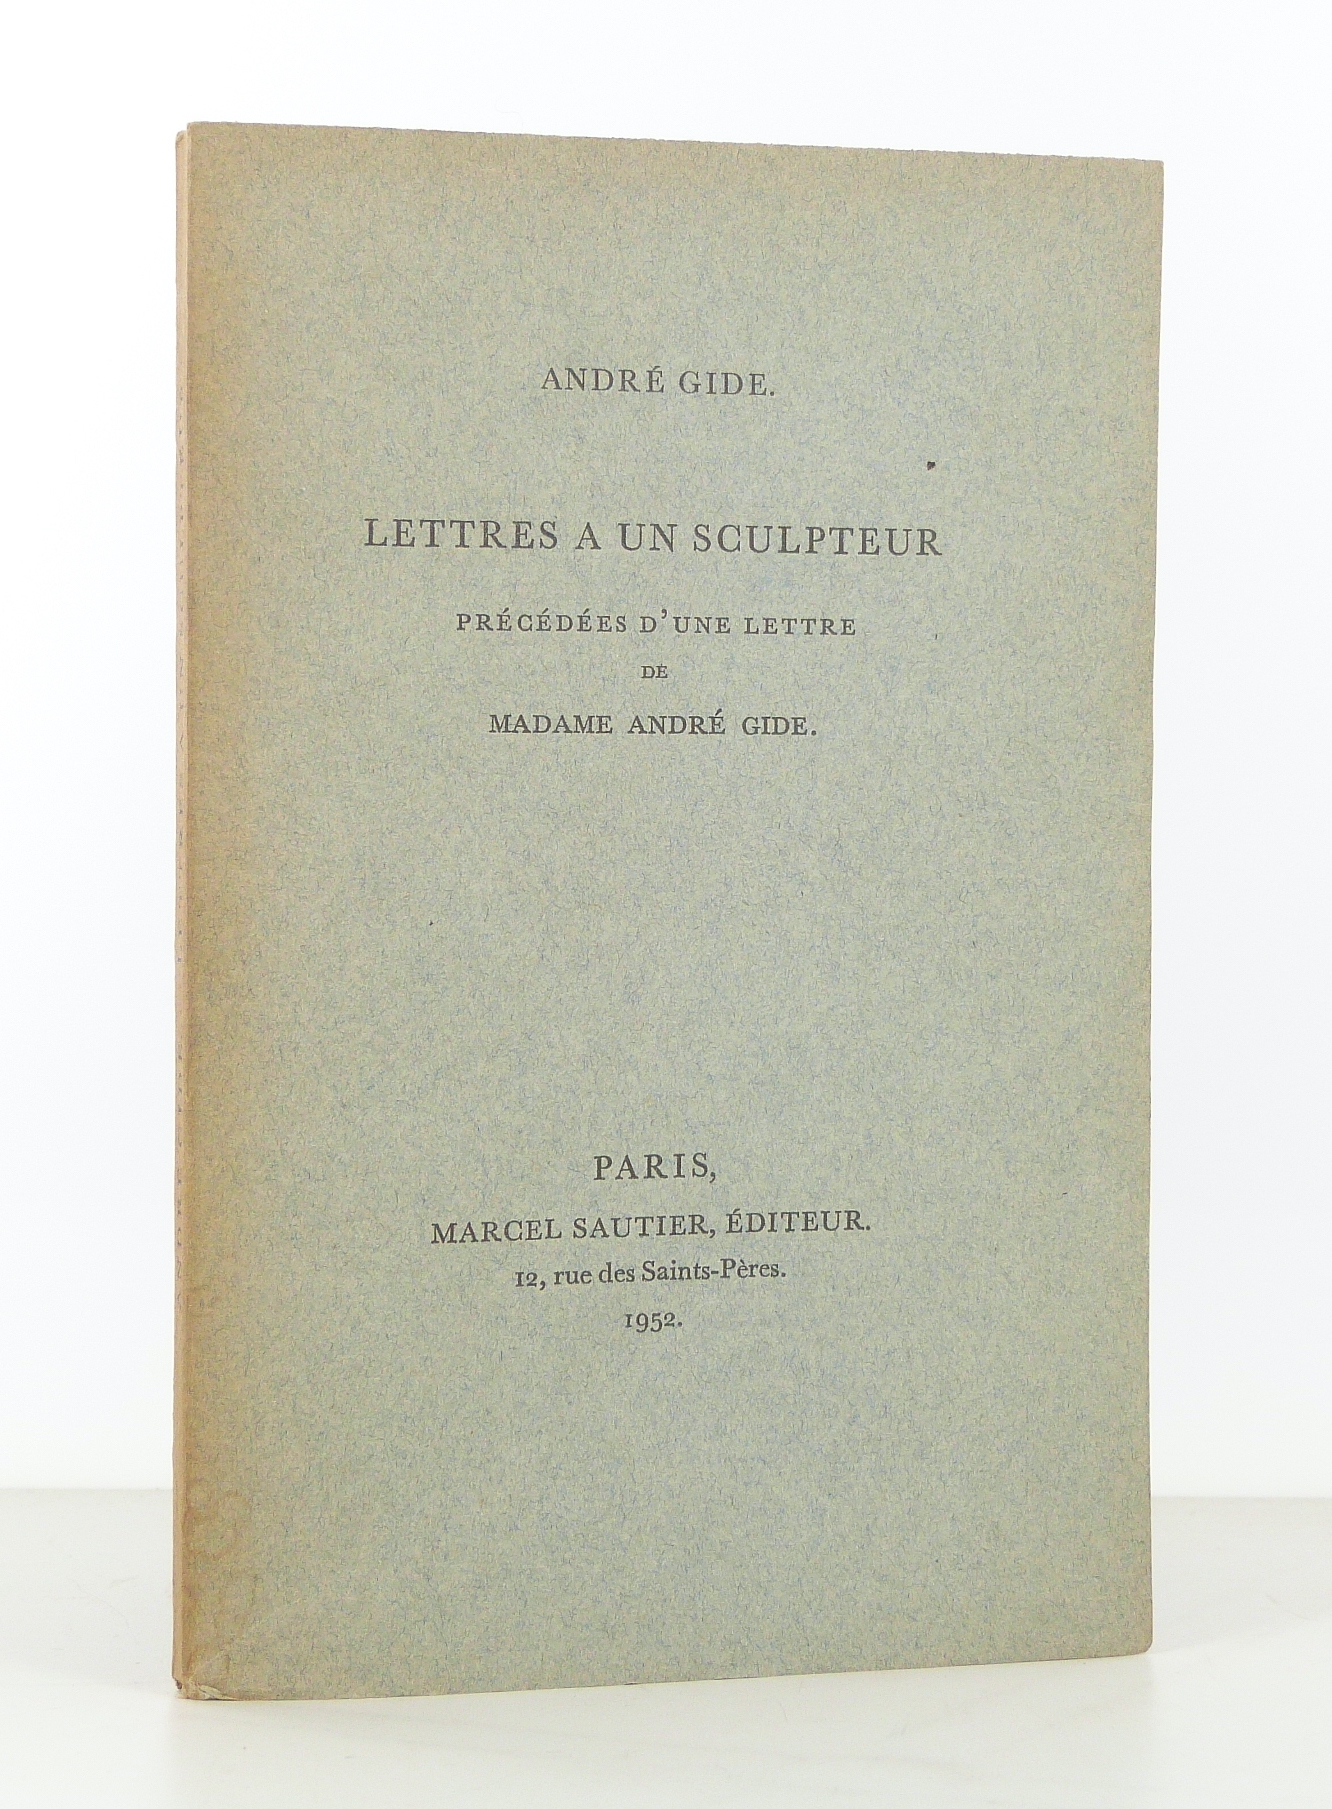 ANDRÉ GIDE.
LETTRES A UN SCULPTEUR
PRÉCÉDÉES D'UNE LETTRE
DE
MADAME ANDRÉ GIDE.
PARIS,
MARCEL SAUTIER, ÉDITEUR.
12, rue des Saints-Pères.
1952.